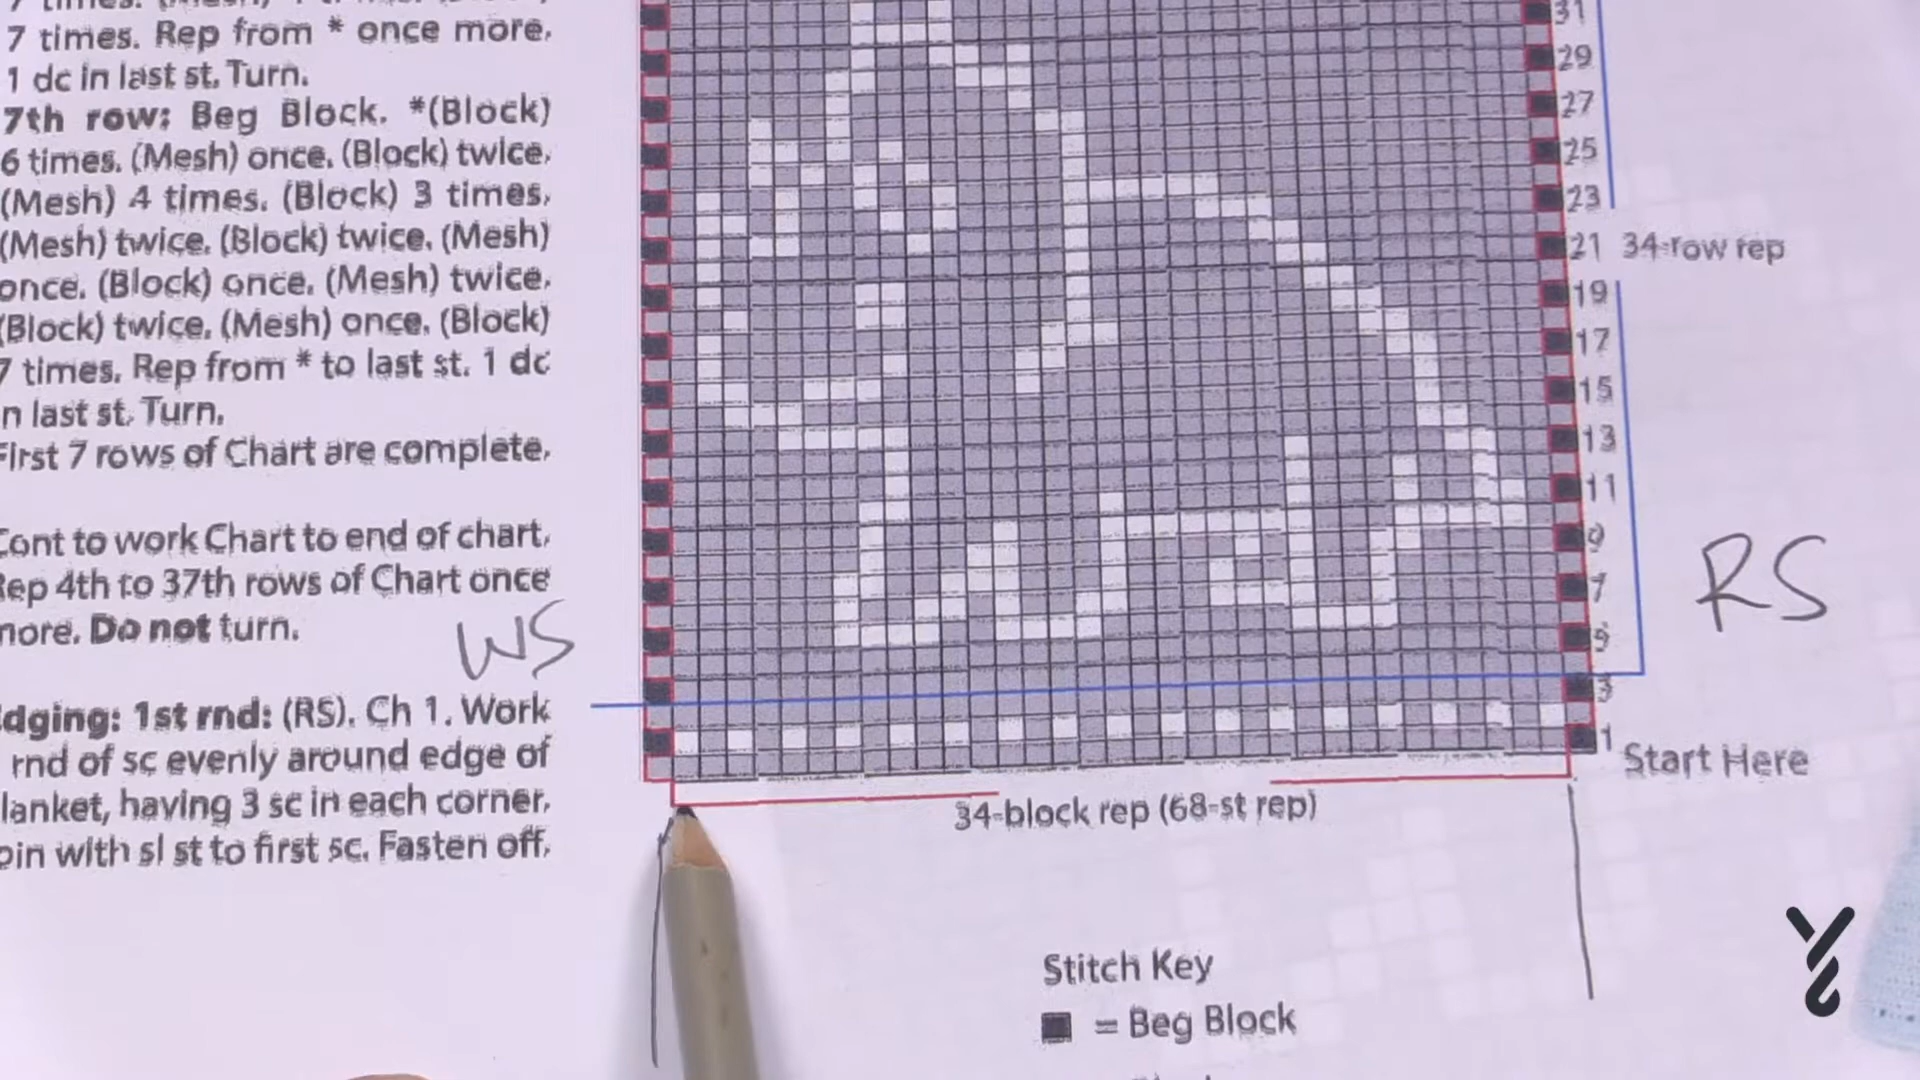 7 times. Rep from * once more,
1 dc in last st. Turn.
7th row: Beg Block. *(Block)
6 times. (Mesh) once. (Block) twice.
(Mesh) 4 times. (Block) 3 times.
(Mesh) twice. (Block) twice. (Mesh)
once. (Block) once. (Mesh) twice.
(Block) twice. (Mesh) once. (Block)
7 times. Rep from * to last st. 1 dc
n last st. Turn.
First 7 rows of Chart are complete.
Cont to work Chart to end of chart.
Rep 4th to 37th rows of Chart once
more. Do not turn.
WS
dging: 1st rnd: (RS). Ch 1. Work
rnd of sc evenly around edge of
lanket, having 3 sc in each corner.
oin with sl st to first sc. Fasten off.
31
29
27
25
23
21 34-row rep
19
17
15
13
11
9
7
5
3
1
RS
Start Here
34-block rep (68-st rep)
Stitch Key
= Beg Block